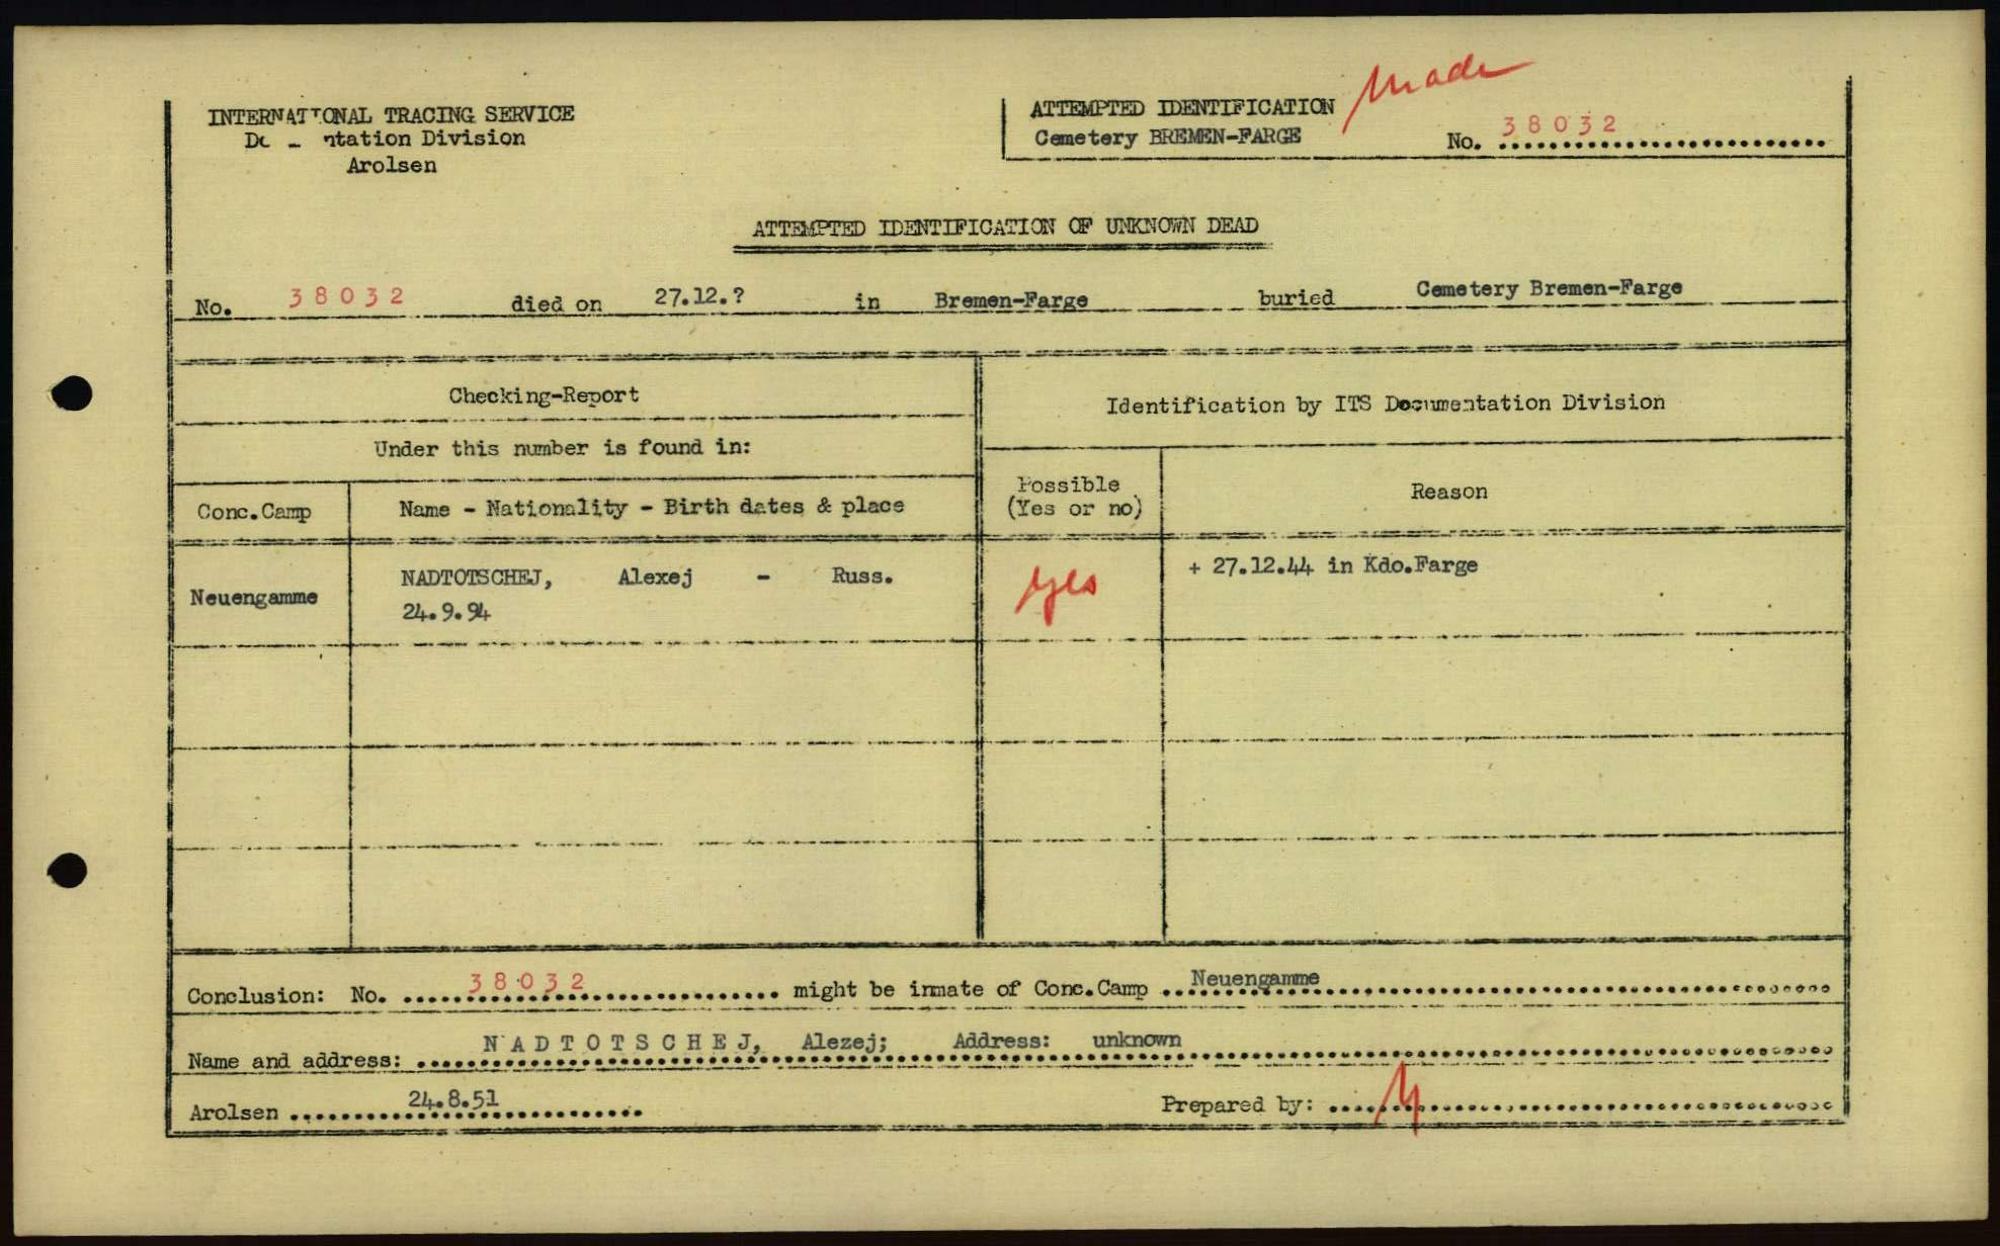 INTERNATIONAL TRACING SERVICE
Documentation Division
Arolsen
ATTEMPTED IDENTIFICATION made
Cemetery BREMEN-FARGE No. 38032
ATTEMPTED IDENTIFICATION OF UNKNOWN DEAD
No. 38032 died on 27.12.? in Bremen-Farge buried Cemetery Bremen-Farge
Checking-Report
Identification by ITS Documentation Division
Under this number is found in:
Conc.Camp Name - Nationality - Birth dates & place Possible (Yes or no) Reason
Neuengamme NADTOTSCHEJ, Alexej - Russ. yes + 27.12.44 in Kdo.Farge
24.9.94
Conclusion: No. 38032 might be inmate of Conc.Camp Neuengamme
Name and address: NADTOTSCHEJ, Alezej; Address: unknown
Arolsen 24.8.51 Prepared by: